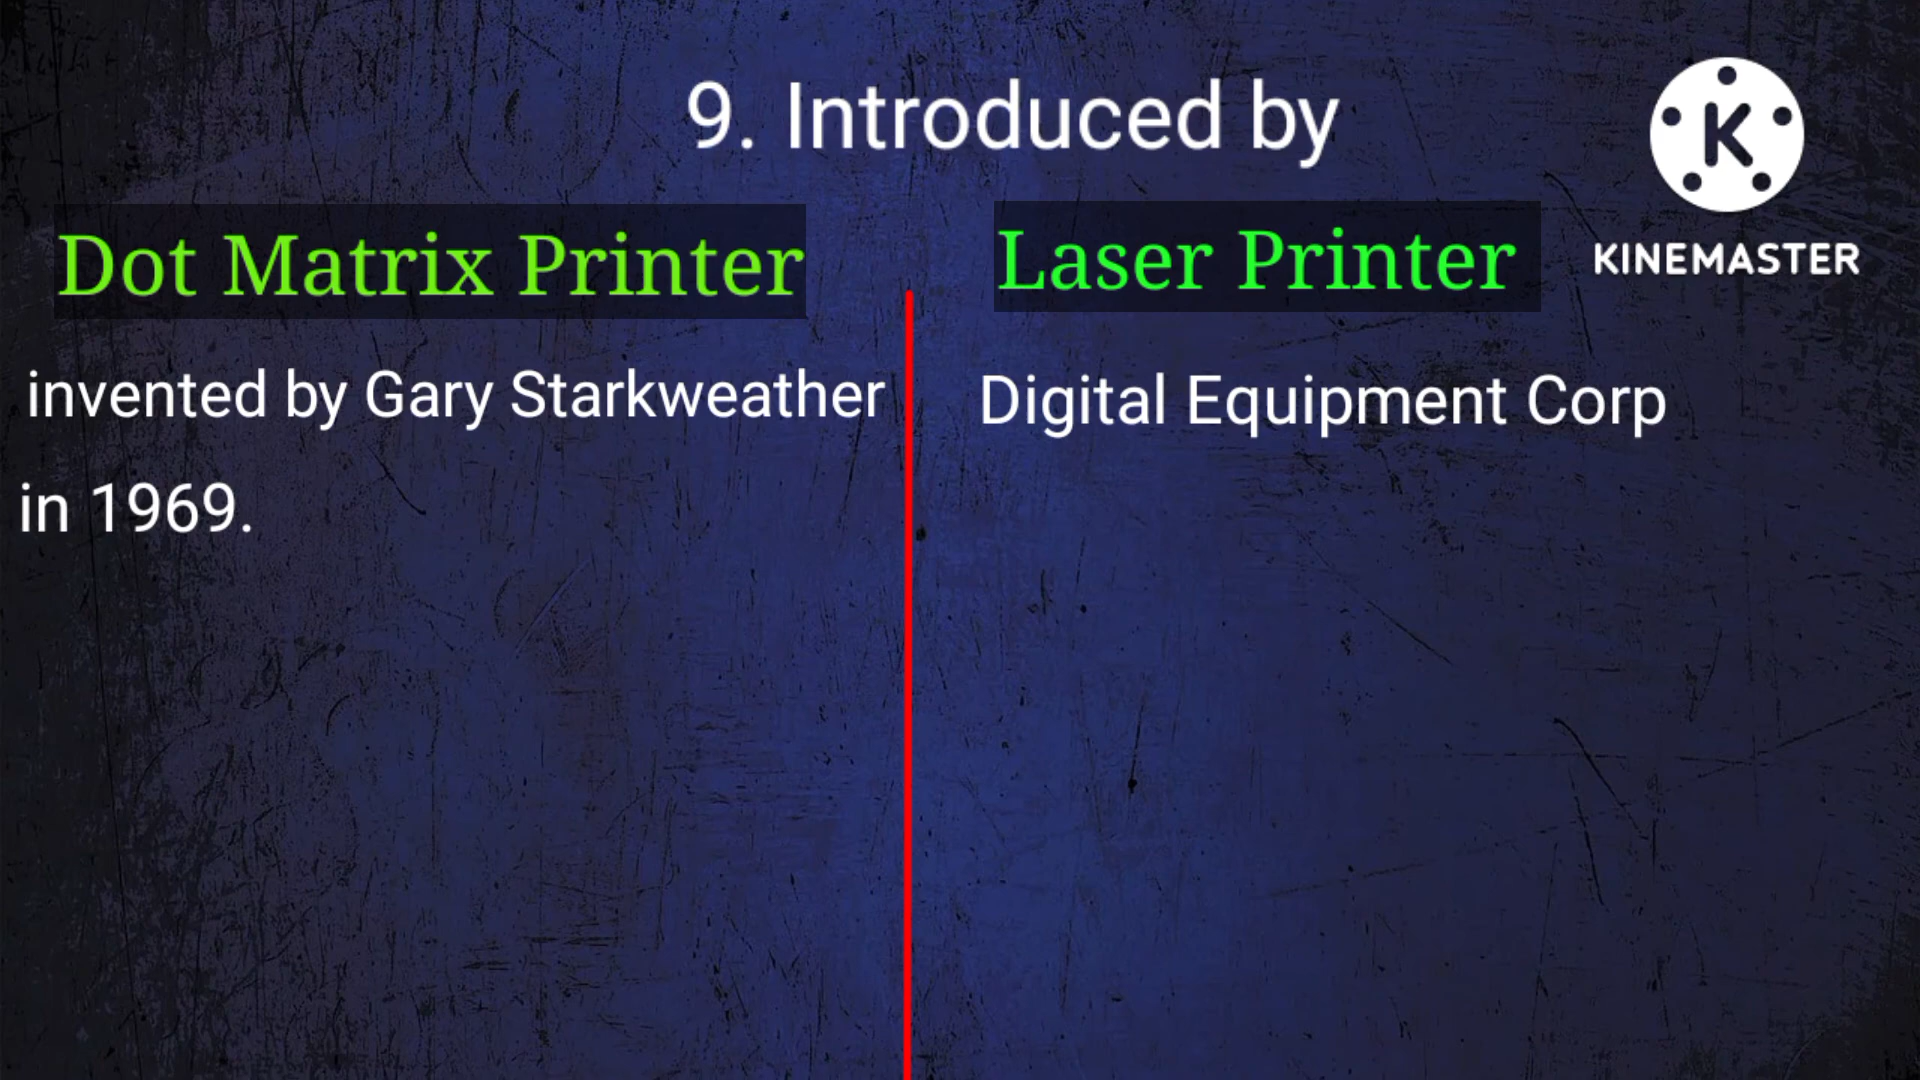 9. Introduced by
K
KINEMASTER
Dot Matrix Printer
invented by Gary Starkweather
in 1969.
Laser Printer
Digital Equipment Corp